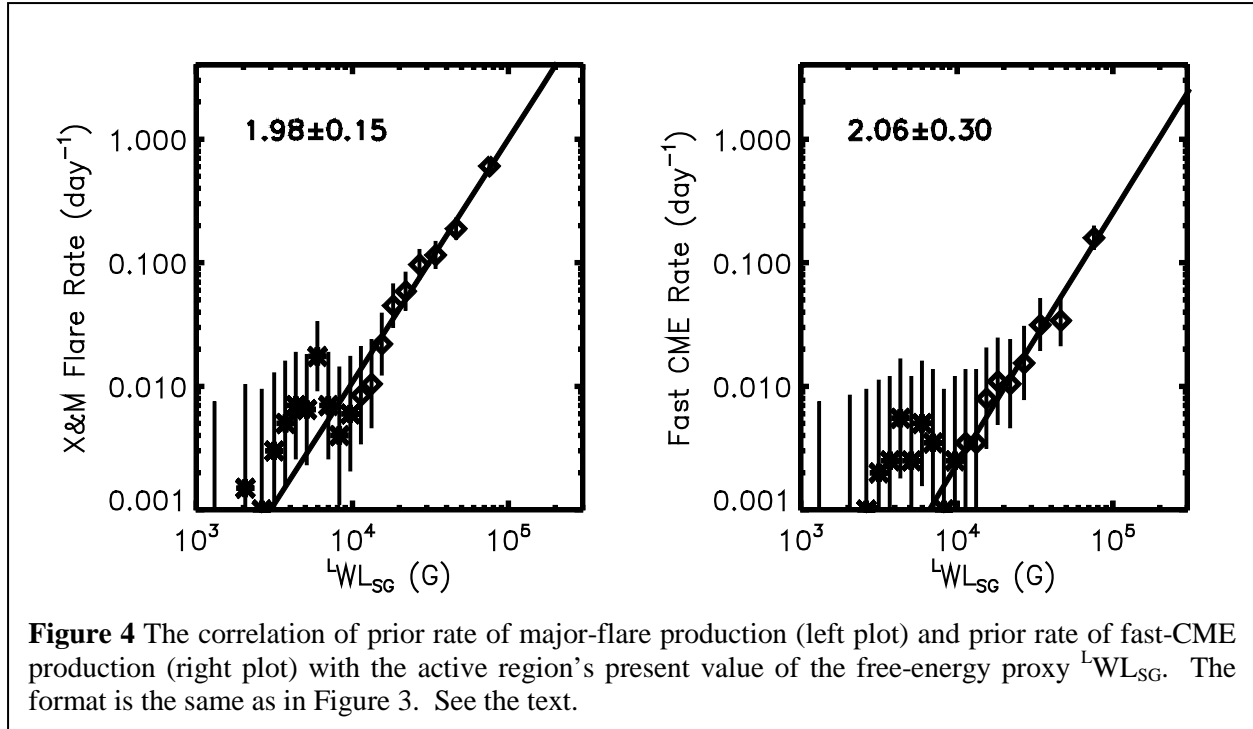 1.98±0.15
1.000
0.100
0.010
0.001
X&M Flare Rate (day⁻¹)
10³ 10⁴ 10⁵
ᴸWL_SG (G)
2.06±0.30
1.000
0.100
0.010
0.001
Fast CME Rate (day⁻¹)
10³ 10⁴ 10⁵
ᴸWL_SG (G)
Figure 4 The correlation of prior rate of major-flare production (left plot) and prior rate of fast-CME
production (right plot) with the active region's present value of the free-energy proxy ᴸWL_SG. The
format is the same as in Figure 3. See the text.